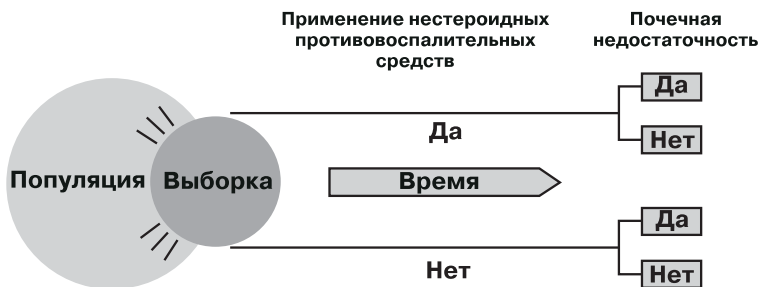 Применение нестероидных
противовоспалительных
средств
Почечная
недостаточность
Да
Да
Нет
Популяция
Выборка
Время
Да
Нет
Нет